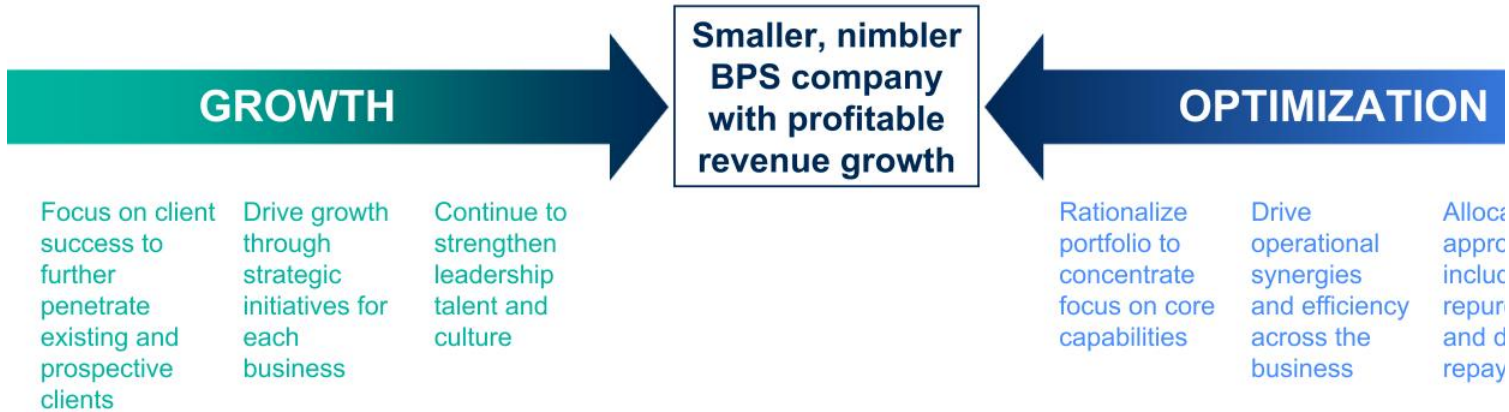 Smaller, nimbler
BPS company
with profitable
revenue growth
GROWTH
OPTIMIZATION
Focus on client
success to
further
penetrate
existing and
prospective
clients
Drive growth
through
strategic
initiatives for
each
business
Continue to
strengthen
leadership
talent and
culture
Rationalize
portfolio to
concentrate
focus on core
capabilities
Drive
operational
synergies
and efficiency
across the
business
and